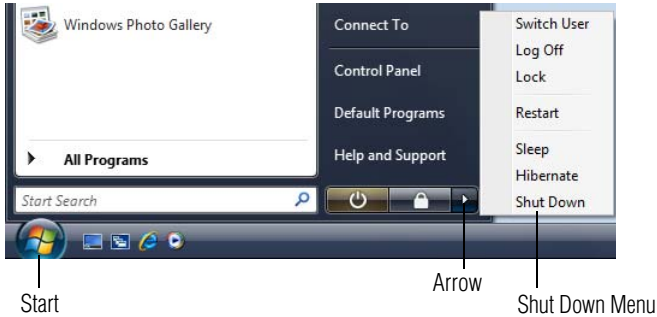 Windows Photo Gallery
All Programs
Start Search
Connect To
Control Panel
Default Programs
Help and Support
Switch User
Log Off
Lock
Restart
Sleep
Hibernate
Shut Down
Start
Arrow
Shut Down Menu